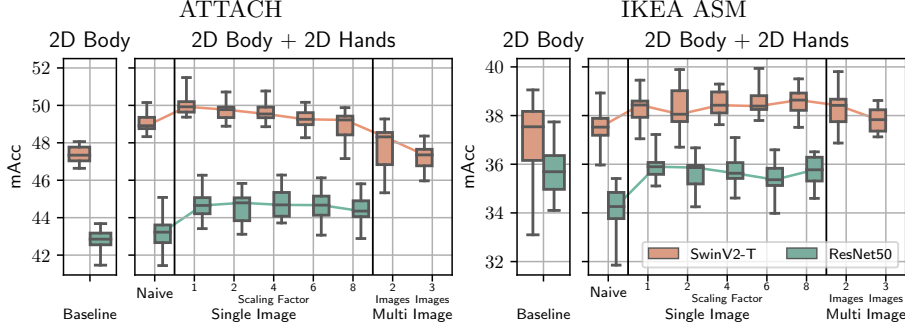 ATTACH
IKEA ASM
2D Body
2D Body + 2D Hands
2D Body
2D Body + 2D Hands
mAcc
52
50
48
46
44
42
mAcc
40
38
36
34
32
SwinV2-T
ResNet50
Baseline
Naive
1
2
4
6
8
2
3
Scaling Factor
Images Images
Single Image
Multi Image
Baseline
Naive
1
2
4
6
8
2
3
Scaling Factor
Images Images
Single Image
Multi Image